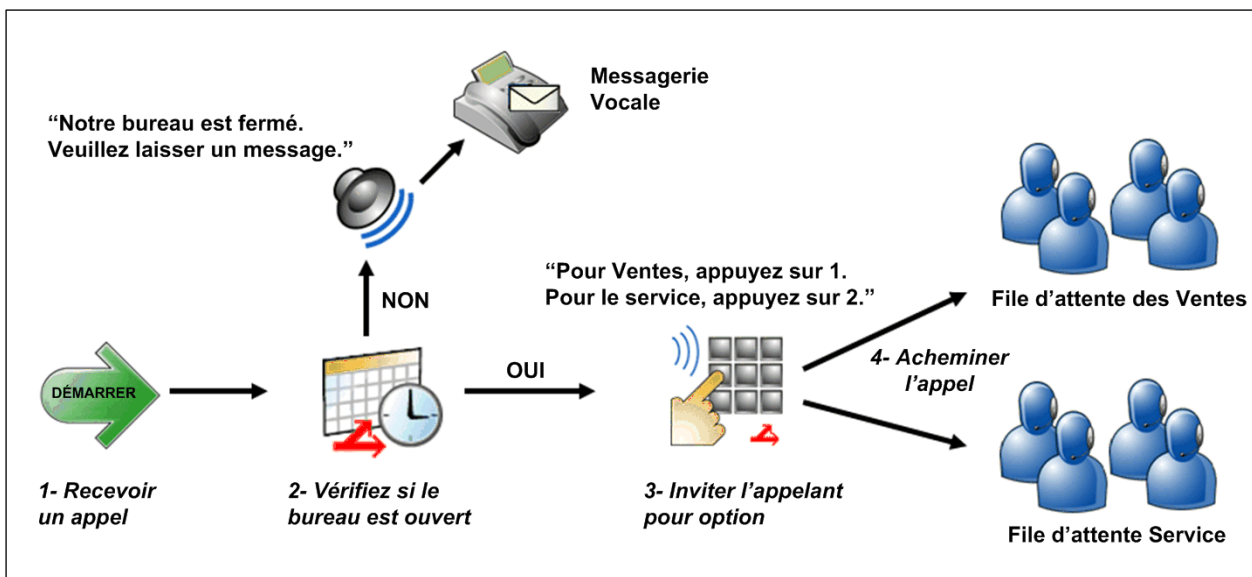 Messagerie
Vocale
“Notre bureau est fermé.
Veuillez laisser un message.”
NON
“Pour Ventes, appuyez sur 1.
Pour le service, appuyez sur 2.”
File d’attente des Ventes
DÉMARRER
OUI
4- Acheminer
l’appel
1- Recevoir
un appel
2- Vérifiez si le
bureau est ouvert
3- Inviter l’appelant
pour option
File d’attente Service